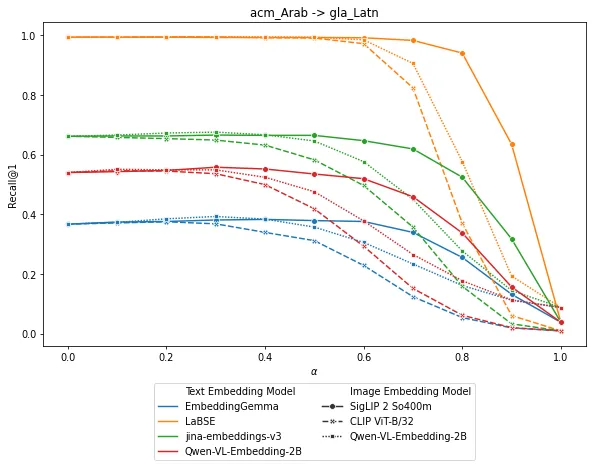 acm_Arab -> gla_Latn
Recall@1
1.0
0.8
0.6
0.4
0.2
0.0
0.0 0.2 0.4 0.6 0.8 1.0
α
Text Embedding Model
EmbeddingGemma
LaBSE
jina-embeddings-v3
Qwen-VL-Embedding-2B
Image Embedding Model
SigLIP 2 So400m
CLIP ViT-B/32
Qwen-VL-Embedding-2B